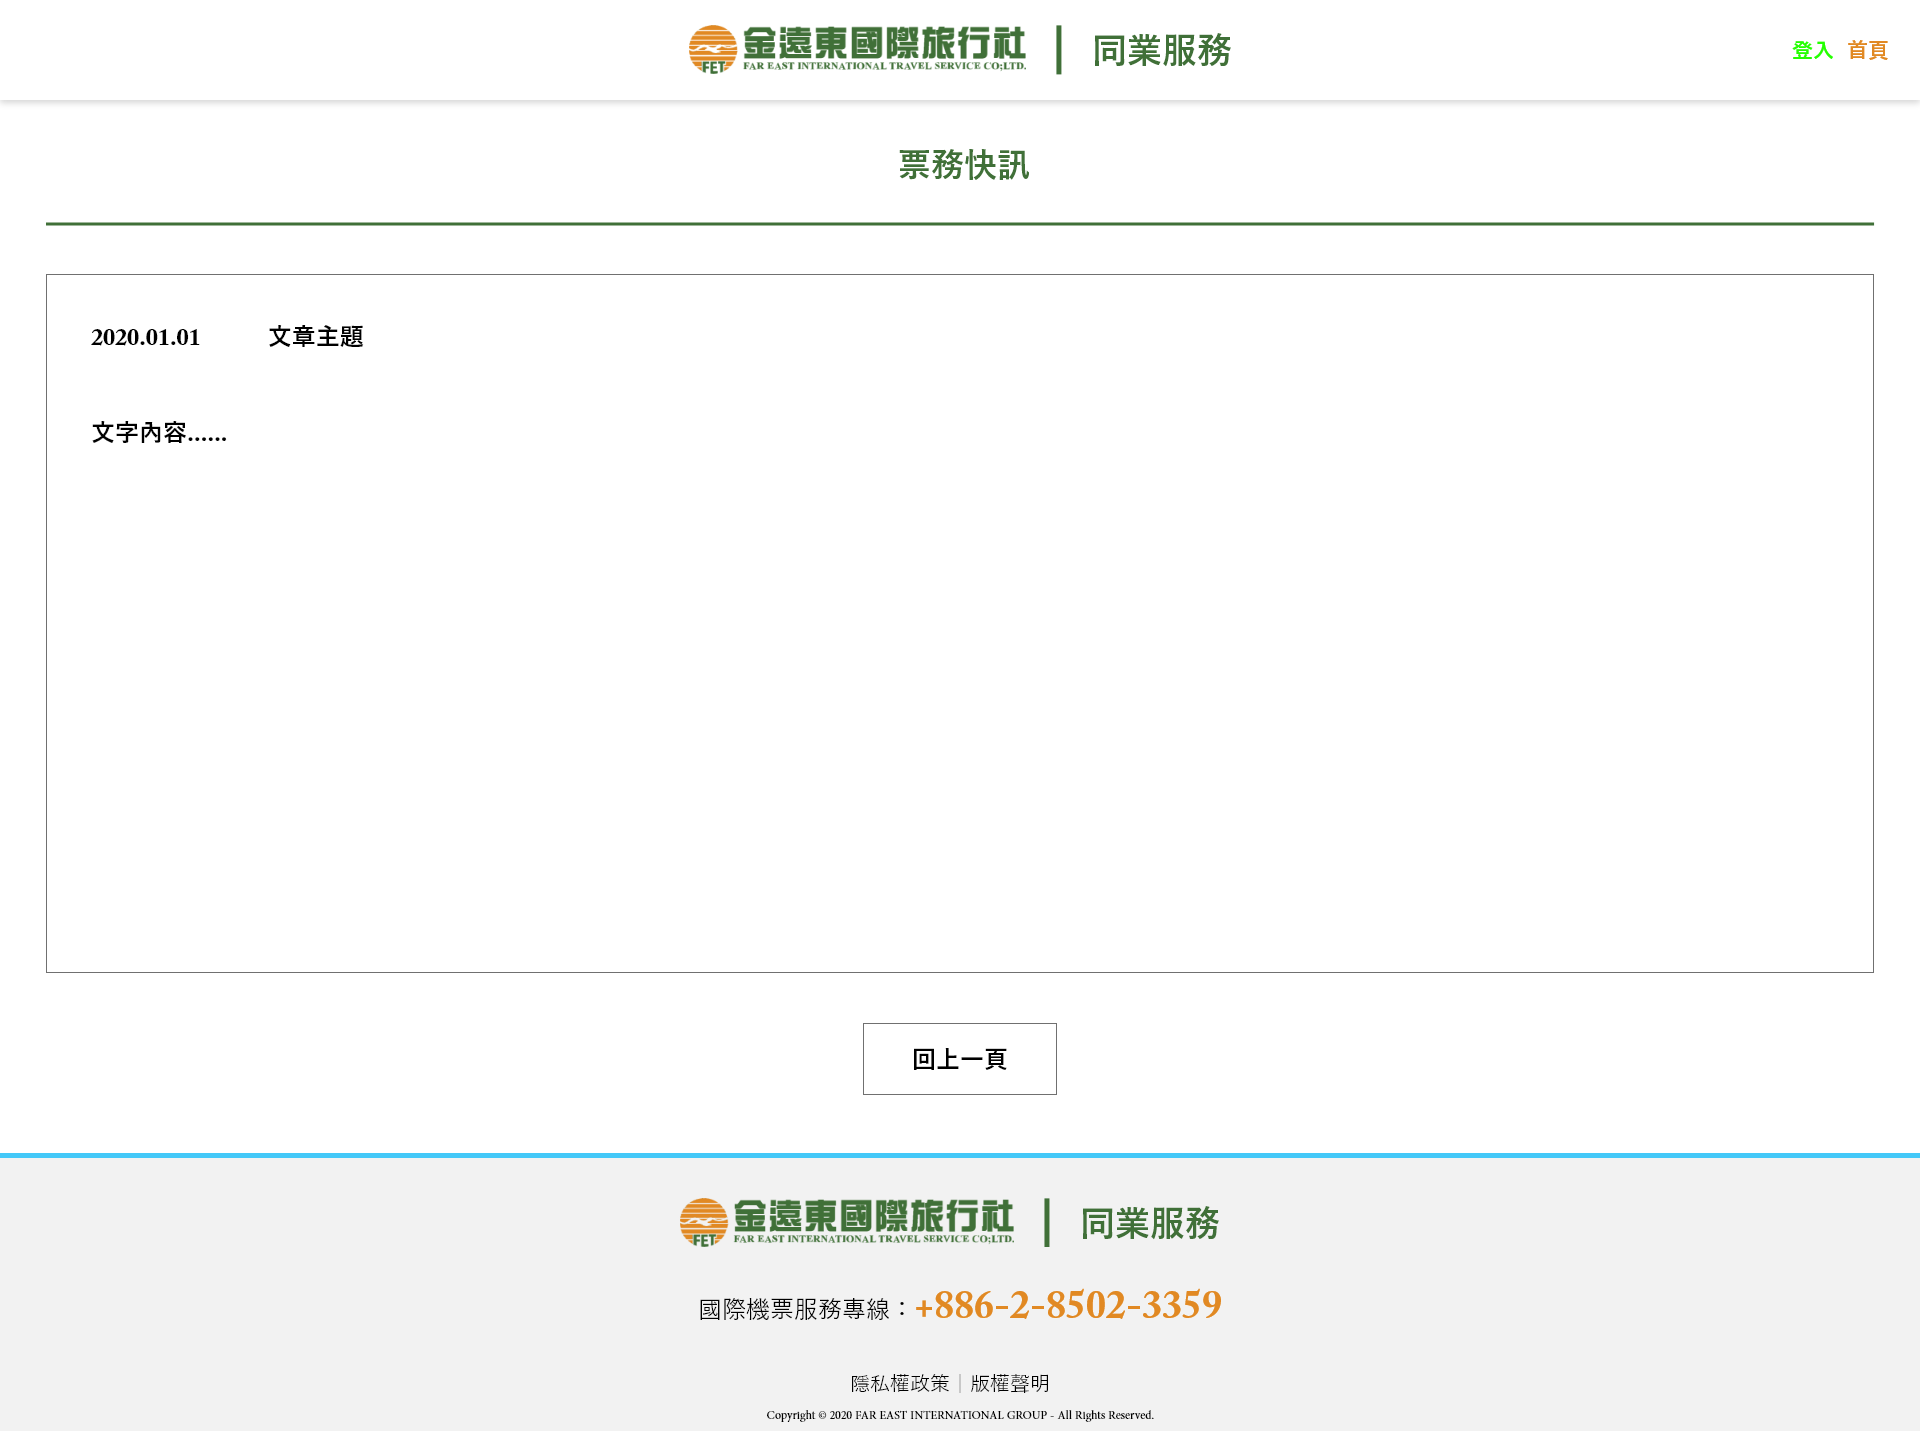 金遠東國際旅行社 | 同業服務
FAR EAST INTERNATIONAL TRAVEL SERVICE CO;LTD.
FET
登入 首頁
票務快訊
2020.01.01 文章主題
文字內容......
回上一頁
金遠東國際旅行社 | 同業服務
FAR EAST INTERNATIONAL TRAVEL SERVICE CO;LTD.
FET
國際機票服務專線：+886-2-8502-3359
隱私權政策｜版權聲明
Copyright © 2020 FAR EAST INTERNATIONAL GROUP - All Rights Reserved.